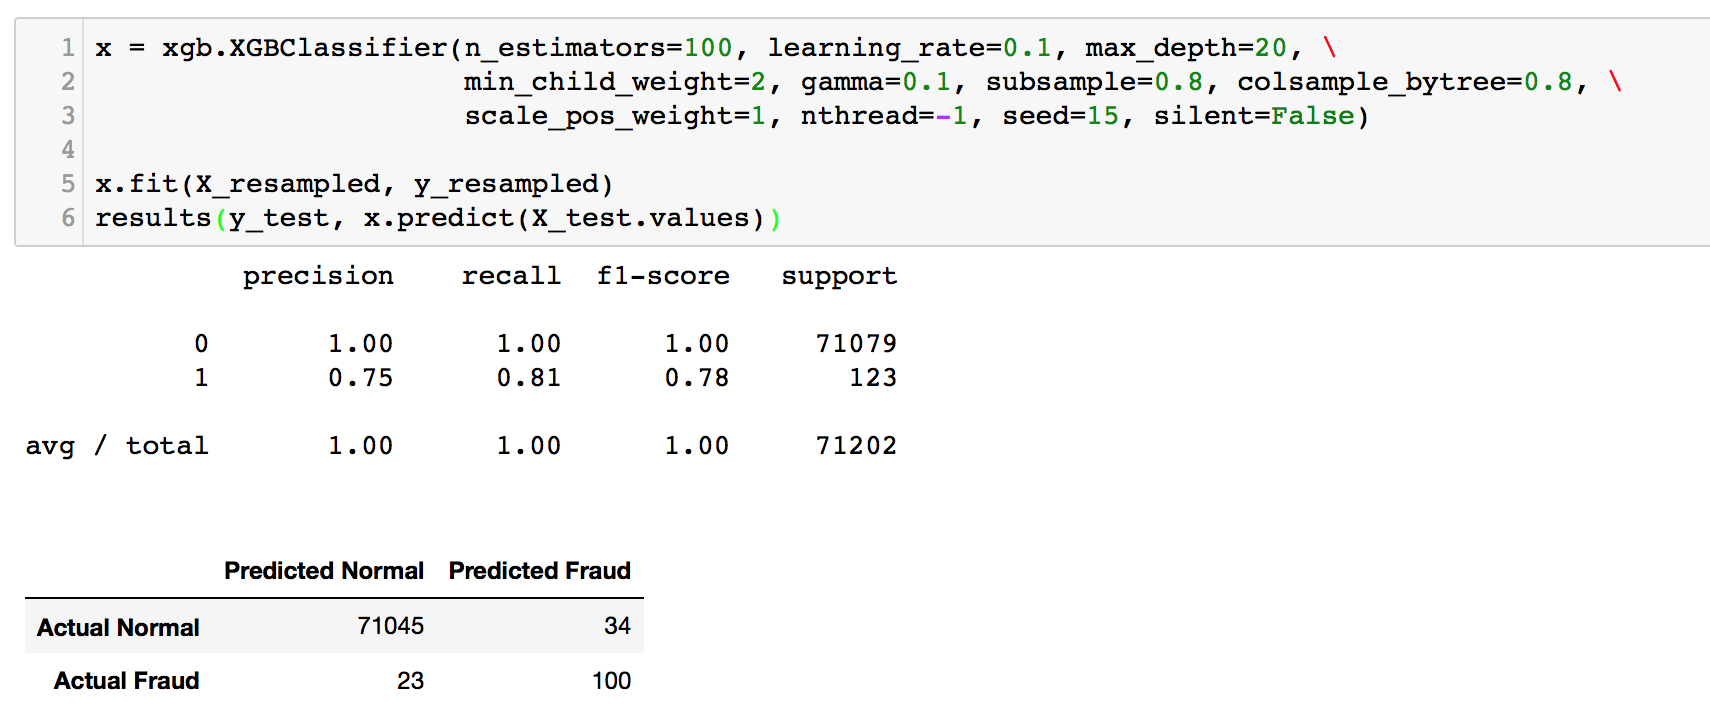 1 x = xgb.XGBClassifier(n_estimators=100, learning_rate=0.1, max_depth=20, \
2 min_child_weight=2, gamma=0.1, subsample=0.8, colsample_bytree=0.8, \
3 scale_pos_weight=1, nthread=-1, seed=15, silent=False)
4
5 x.fit(X_resampled, y_resampled)
6 results(y_test, x.predict(X_test.values))
precision recall f1-score support
0 1.00 1.00 1.00 71079
1 0.75 0.81 0.78 123
avg / total 1.00 1.00 1.00 71202
Predicted Normal Predicted Fraud
Actual Normal 71045 34
Actual Fraud 23 100